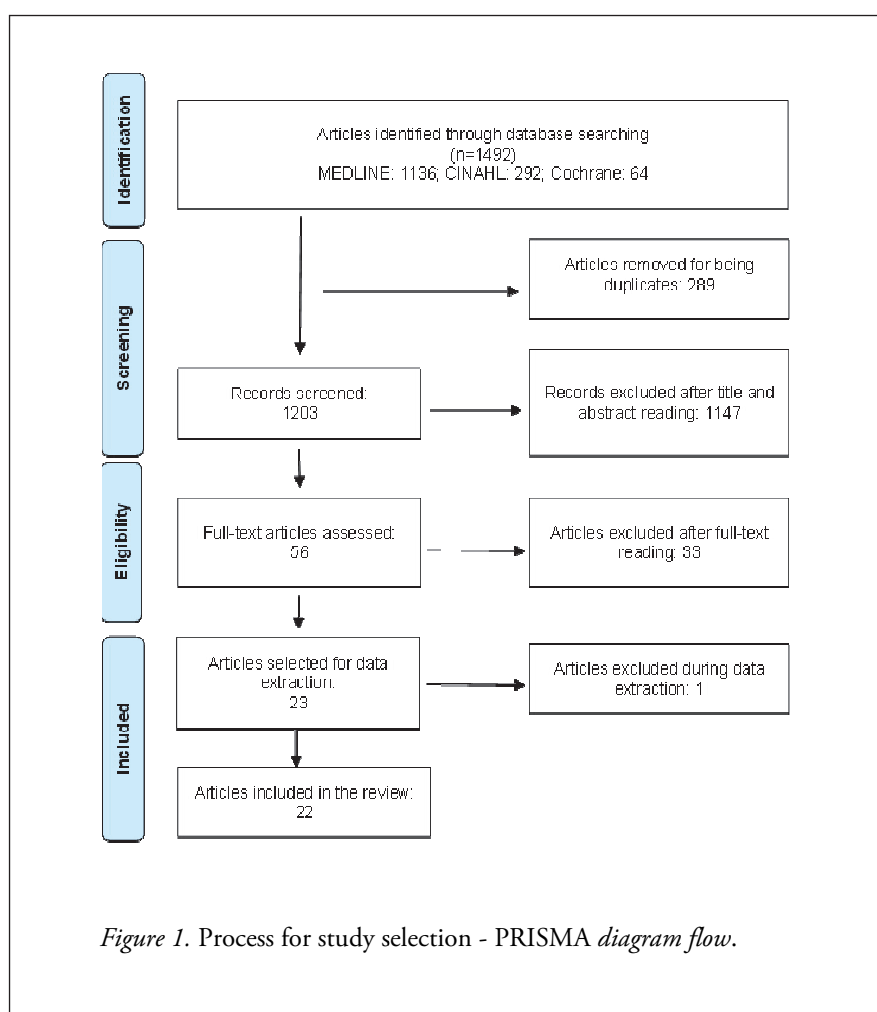 Identification
Articles identified through database searching
(n=1492)
MEDLINE: 1136; CINAHL: 292; Cochrane: 64
Screening
Articles removed for being
duplicates: 289
Records screened:
1203
Records excluded after title and
abstract reading: 1147
Eligibility
Full-text articles assessed:
56
Articles excluded after full-text
reading: 33
Included
Articles selected for data
extraction:
23
Articles excluded during data
extraction: 1
Articles included in the review:
22
Figure 1. Process for study selection - PRISMA diagram flow.